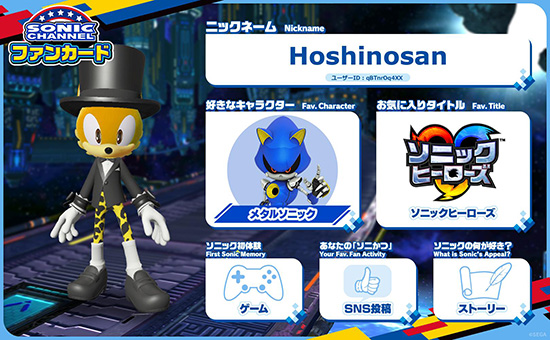 SONIC CHANNEL
ファンカード
ニックネーム Nickname
Hoshinosan
ユーザーID：qBTnrDq4XX
好きなキャラクター Fav. Character
メタルソニック
お気に入りタイトル Fav. Title
ソニック
ヒーローズ
TM
ソニックヒーローズ
ソニック初体験
First Sonic Memory
ゲーム
あなたの「ソニかつ」
Your Fav. Fan Activity
SNS投稿
ソニックの何が好き？
What is Sonic's Appeal?
ストーリー
©SEGA